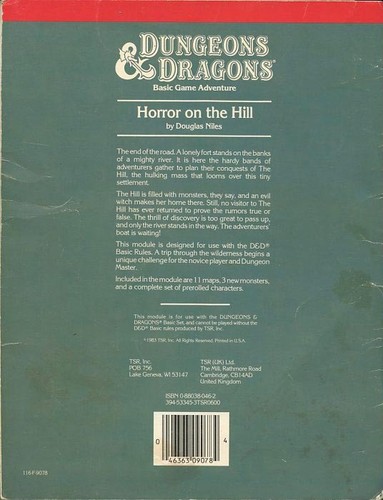 DUNGEONS
& DRAGONS®
Basic Game Adventure
Horror on the Hill
by Douglas Niles
The end of the road. A lonely fort stands on the banks
of a mighty river. It is here the hardy bands of
adventurers gather to plan their conquests of The
Hill, the hulking mass that looms over this tiny
settlement.
The Hill is filled with monsters, they say, and an evil
witch makes her home there. Still, no visitor to The
Hill has ever returned to prove the rumors true or
false. The thrill of discovery is too great to pass up,
and only the river stands in the way. The adventurers'
boat is waiting!
This module is designed for use with the D&D®
Basic Rules. A trip through the wilderness begins a
unique challenge for the novice player and Dungeon
Master.
Included in the module are 11 maps, 3 new monsters,
and a complete set of prerolled characters.
This module is for use with the DUNGEONS &
DRAGONS® Basic Set, and cannot be played without the
D&D® Basic rules produced by TSR, Inc.
©1983 TSR, Inc. All Rights Reserved. Printed in U.S.A.
TSR, Inc.
POB 756
Lake Geneva, WI 53147
TSR (UK) Ltd.
The Mill, Rathmore Road
Cambridge, CB14AD
United Kingdom
ISBN 0-88038-046-2
394-53345-3TSR0600
0 46363 09078 4
116-F-9078